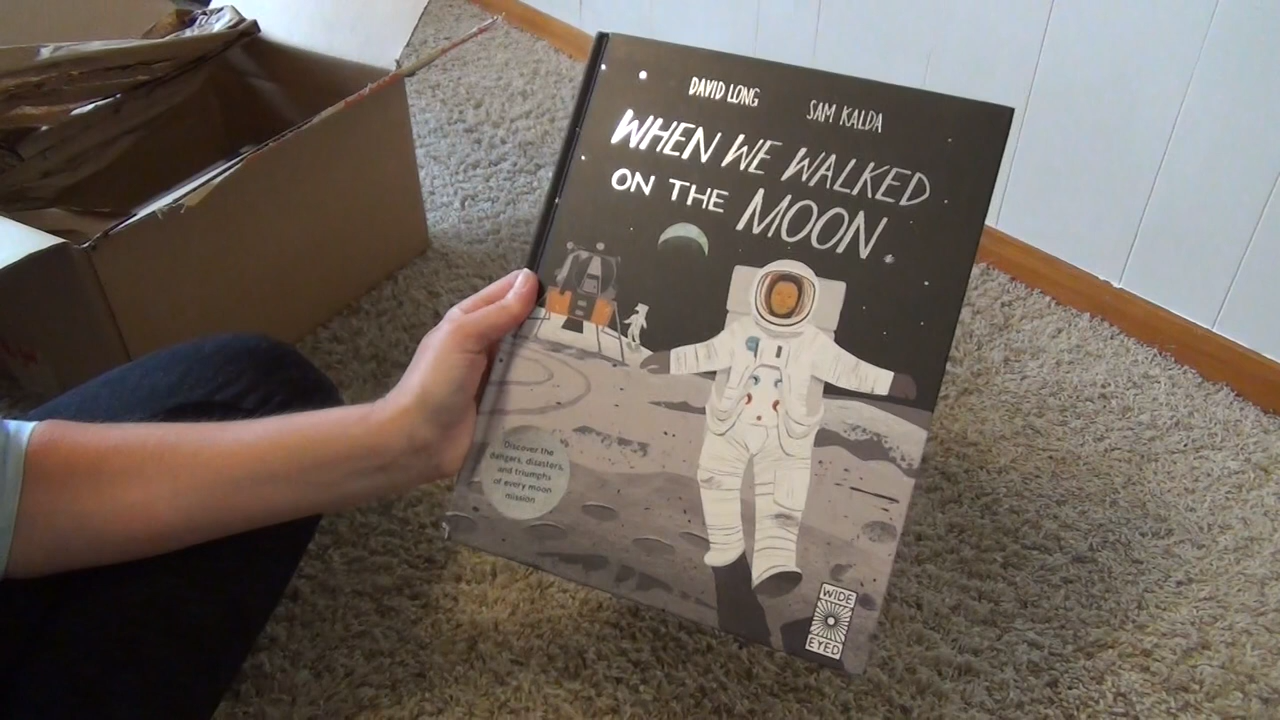 DAVID LONG
SAM KALDA
WHEN WE WALKED
ON THE MOON
Discover the
dangers, disasters,
and triumphs
of every moon
mission
WIDE
EYED